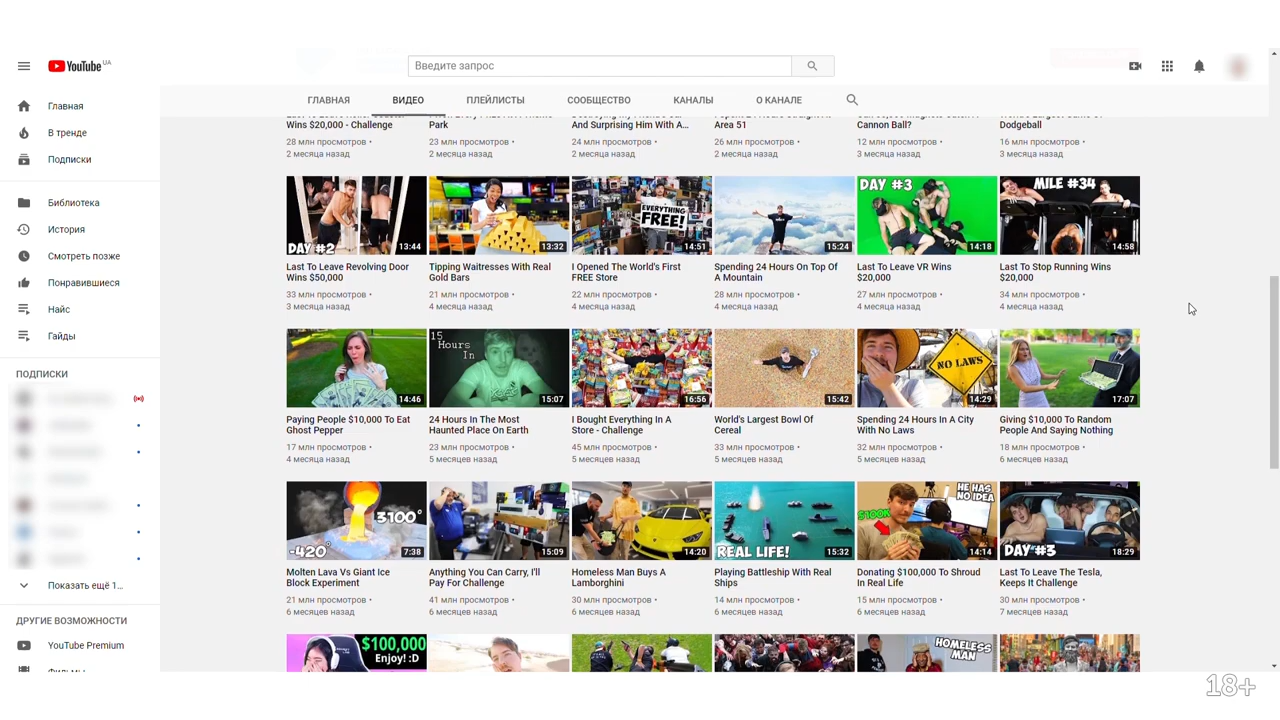 YouTube UA
Введите запрос
ГЛАВНАЯ ВИДЕО ПЛЕЙЛИСТЫ СООБЩЕСТВО КАНАЛЫ О КАНАЛЕ
Главная
В тренде
Подписки
Библиотека
История
Смотреть позже
Понравившиеся
Найс
Гайды
ПОДПИСКИ
Показать ещё 1...
ДРУГИЕ ВОЗМОЖНОСТИ
YouTube Premium
Фильмы
Wins $20,000 - Challenge
28 млн просмотров •
2 месяца назад
Park
23 млн просмотров •
2 месяца назад
And Surprising Him With A...
24 млн просмотров •
2 месяца назад
Area 51
26 млн просмотров •
2 месяца назад
Cannon Ball?
12 млн просмотров •
3 месяца назад
Dodgeball
16 млн просмотров •
3 месяца назад
DAY #2
13:44
Last To Leave Revolving Door
Wins $50,000
33 млн просмотров •
3 месяца назад
13:32
Tipping Waitresses With Real
Gold Bars
21 млн просмотров •
4 месяца назад
EVERYTHING
FREE!
14:51
I Opened The World's First
FREE Store
22 млн просмотров •
4 месяца назад
15:24
Spending 24 Hours On Top Of
A Mountain
28 млн просмотров •
4 месяца назад
DAY #3
14:18
Last To Leave VR Wins
$20,000
27 млн просмотров •
4 месяца назад
MILE #34
14:58
Last To Stop Running Wins
$20,000
34 млн просмотров •
4 месяца назад
14:46
Paying People $10,000 To Eat
Ghost Pepper
17 млн просмотров •
4 месяца назад
15
Hours
In
15:07
24 Hours In The Most
Haunted Place On Earth
23 млн просмотров •
5 месяцев назад
16:56
I Bought Everything In A
Store - Challenge
45 млн просмотров •
5 месяцев назад
15:42
World's Largest Bowl Of
Cereal
33 млн просмотров •
5 месяцев назад
NO LAWS
14:29
Spending 24 Hours In A City
With No Laws
32 млн просмотров •
5 месяцев назад
17:07
Giving $10,000 To Random
People And Saying Nothing
18 млн просмотров •
6 месяцев назад
3100°
-420°
7:38
Molten Lava Vs Giant Ice
Block Experiment
21 млн просмотров •
6 месяцев назад
15:09
Anything You Can Carry, I'll
Pay For Challenge
41 млн просмотров •
6 месяцев назад
14:20
Homeless Man Buys A
Lamborghini
30 млн просмотров •
6 месяцев назад
REAL LIFE!
15:32
Playing Battleship With Real
Ships
14 млн просмотров •
6 месяцев назад
HE HAS
NO IDEA
$100K
14:14
Donating $100,000 To Shroud
In Real Life
15 млн просмотров •
6 месяцев назад
DAY #3
18:29
Last To Leave The Tesla,
Keeps It Challenge
30 млн просмотров •
7 месяцев назад
$100,000
Enjoy! :D
HOMELESS
MAN
18+